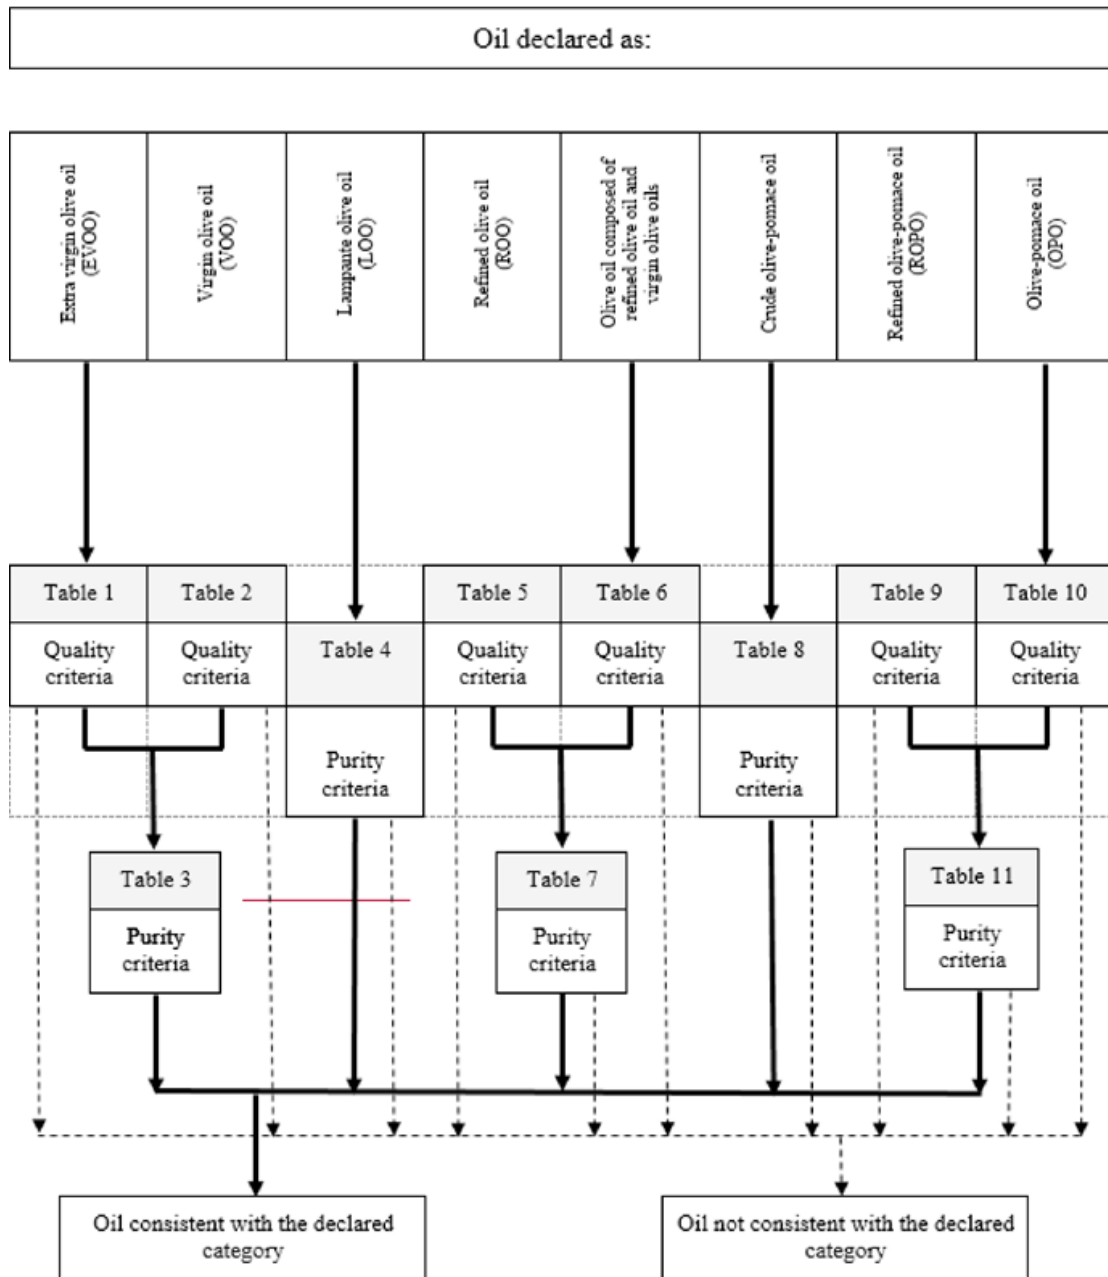 Oil declared as:
Extra virgin olive oil
(EVOO)
Virgin olive oil
(VOO)
Lampante olive oil
(LOO)
Refined olive oil
(ROO)
Olive oil composed of
refined olive oil and
virgin olive oils
Crude olive-pomace oil
Refined olive-pomace oil
(ROPO)
Olive-pomace oil
(OPO)
Table 1
Table 2
Table 5
Table 6
Table 9
Table 10
Quality
criteria
Quality
criteria
Table 4
Quality
criteria
Quality
criteria
Table 8
Quality
criteria
Quality
criteria
Purity
criteria
Purity
criteria
Table 3
Table 7
Table 11
Purity
criteria
Purity
criteria
Purity
criteria
Oil consistent with the declared
category
Oil not consistent with the declared
category